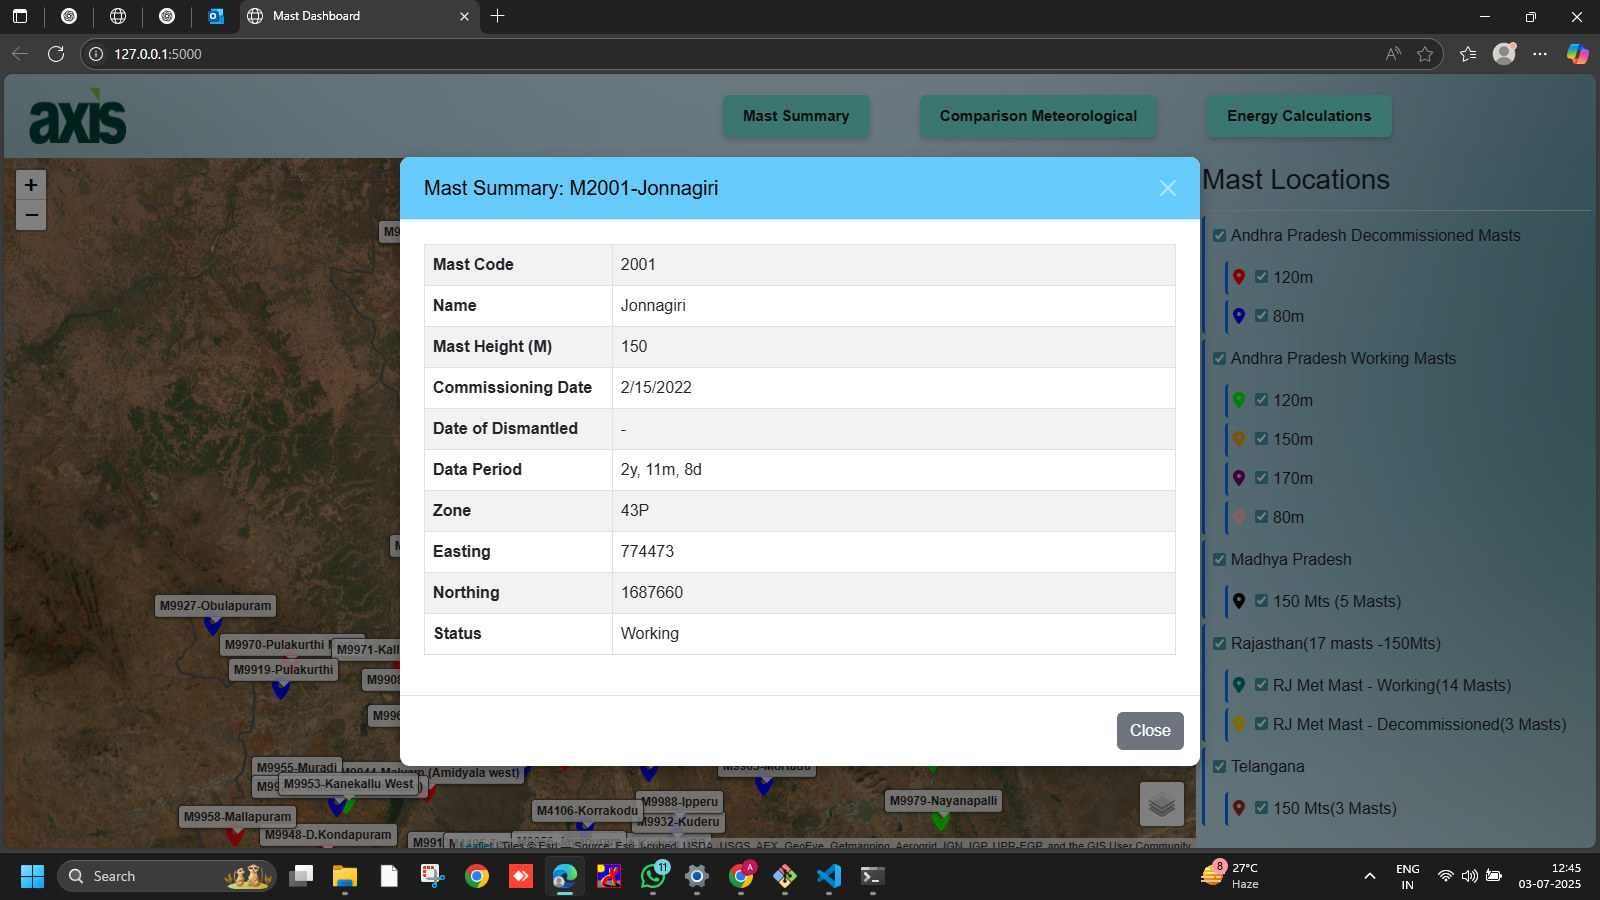 Mast Dashboard
127.0.0.1:5000
axis
Mast Summary
Comparison Meteorological
Energy Calculations
+
−
Mast Summary: M2001-Jonnagiri
Mast Code 2001
Name Jonnagiri
Mast Height (M) 150
Commissioning Date 2/15/2022
Date of Dismantled -
Data Period 2y, 11m, 8d
Zone 43P
Easting 774473
Northing 1687660
Status Working
Close
Mast Locations
Andhra Pradesh Decommissioned Masts
120m
80m
Andhra Pradesh Working Masts
120m
150m
170m
80m
Madhya Pradesh
150 Mts (5 Masts)
Rajasthan(17 masts -150Mts)
RJ Met Mast - Working(14 Masts)
RJ Met Mast - Decommissioned(3 Masts)
Telangana
150 Mts(3 Masts)
M9927-Obulapuram
M9970-Pulakurthi
M9971-Kall
M9919-Pulakurthi
M9908
M9955-Muradi
(Amidyala west)
M9953-Kanekallu West
M9958-Mallapuram
M9948-D.Kondapuram
M4106-Korrakodu
M9988-Ipperu
M9932-Kuderu
M9979-Nayanapalli
Leaflet | Tiles © Esri — Source: Esri, i-cubed, USDA, USGS, AEX, GeoEye, Getmapping, Aerogrid, IGN, IGP, UPR-EGP, and the GIS User Community
Search
11
A
8
27°C
Haze
ENG
IN
12:45
03-07-2025